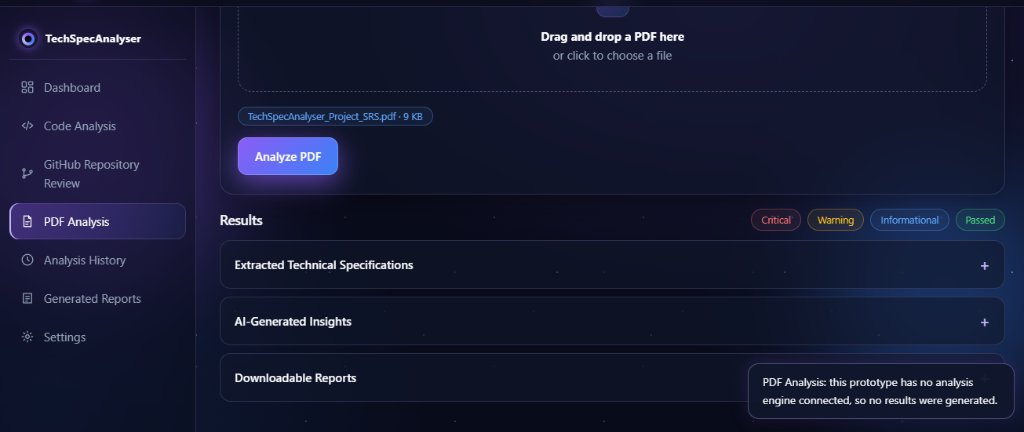 TechSpecAnalyser
Dashboard
Code Analysis
GitHub Repository
Review
PDF Analysis
Analysis History
Generated Reports
Settings
Drag and drop a PDF here
or click to choose a file
TechSpecAnalyser_Project_SRS.pdf · 9 KB
Analyze PDF
Results
Critical
Warning
Informational
Passed
Extracted Technical Specifications
+
AI-Generated Insights
+
Downloadable Reports
PDF Analysis: this prototype has no analysis
engine connected, so no results were generated.